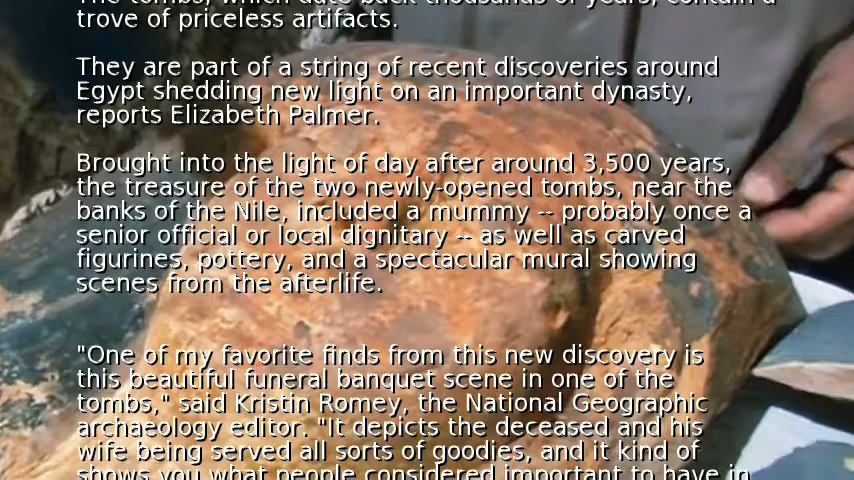 The tombs, which date back thousands of years, contain a
trove of priceless artifacts.
They are part of a string of recent discoveries around
Egypt shedding new light on an important dynasty,
reports Elizabeth Palmer.
Brought into the light of day after around 3,500 years,
the treasure of the two newly-opened tombs, near the
banks of the Nile, included a mummy -- probably once a
senior official or local dignitary -- as well as carved
figurines, pottery, and a spectacular mural showing
scenes from the afterlife.
"One of my favorite finds from this new discovery is
this beautiful funeral banquet scene in one of the
tombs," said Kristin Romey, the National Geographic
archaeology editor. "It depicts the deceased and his
wife being served all sorts of goodies, and it kind of
shows you what people considered important to have in